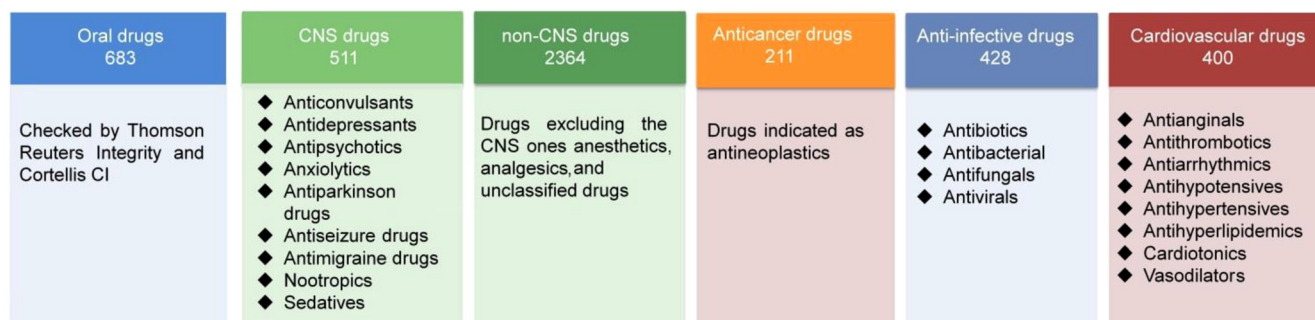 Oral drugs
683
Checked by Thomson
Reuters Integrity and
Cortellis CI
CNS drugs
511
◆ Anticonvulsants
◆ Antidepressants
◆ Antipsychotics
◆ Anxiolytics
◆ Antiparkinson
drugs
◆ Antiseizure drugs
◆ Antimigraine drugs
◆ Nootropics
◆ Sedatives
non-CNS drugs
2364
Drugs excluding the
CNS ones anesthetics,
analgesics,and
unclassified drugs
Anticancer drugs
211
Drugs indicated as
antineoplastics
Anti-infective drugs
428
◆ Antibiotics
◆ Antibacterial
◆ Antifungals
◆ Antivirals
Cardiovascular drugs
400
◆ Antianginals
◆ Antithrombotics
◆ Antiarrhythmics
◆ Antihypotensives
◆ Antihypertensives
◆ Antihyperlipidemics
◆ Cardiotonics
◆ Vasodilators